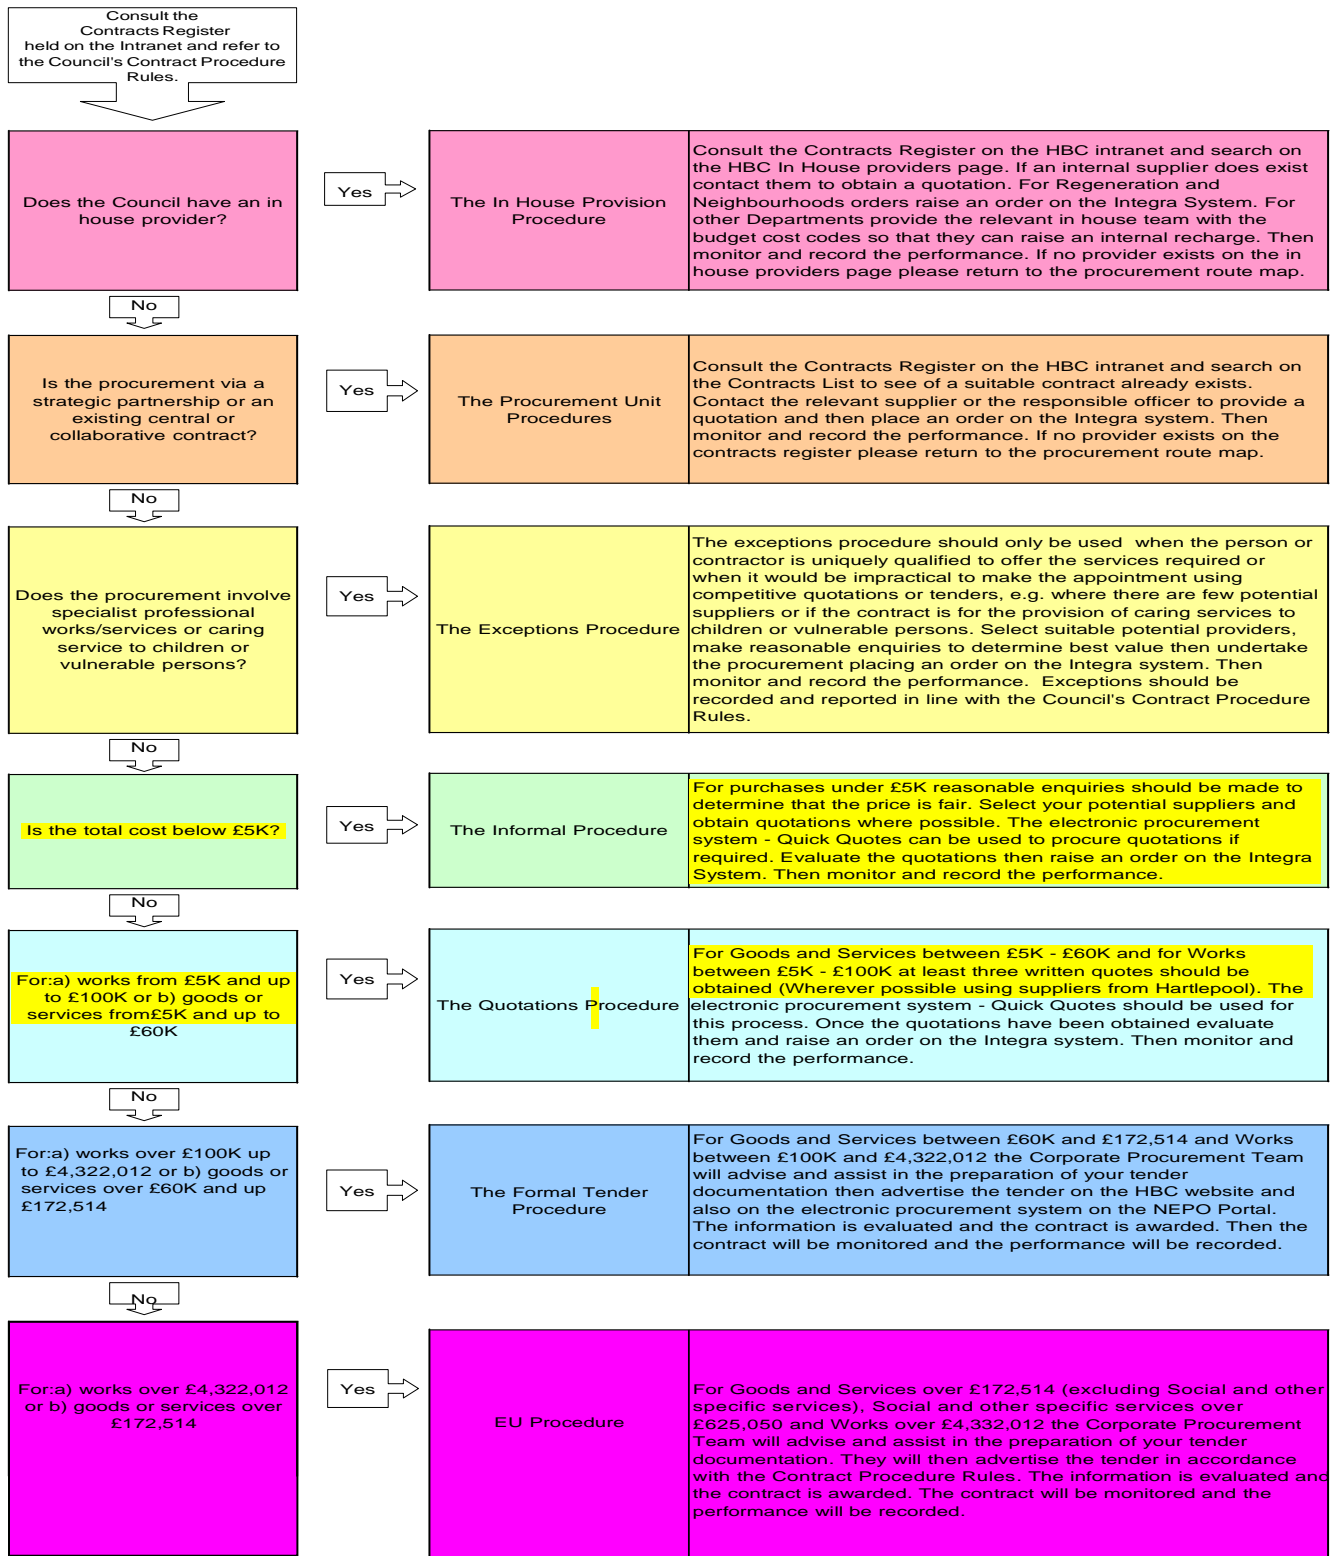 Consult the
Contracts Register
held on the Intranet and refer to
the Council's Contract Procedure
Rules.
Does the Council have an in
house provider?
Yes
The In House Provision
Procedure
Consult the Contracts Register on the HBC intranet and search on
the HBC In House providers page. If an internal supplier does exist
contact them to obtain a quotation. For Regeneration and
Neighbourhoods orders raise an order on the Integra System. For
other Departments provide the relevant in house team with the
budget cost codes so that they can raise an internal recharge. Then
monitor and record the performance. If no provider exists on the in
house providers page please return to the procurement route map.
No
Is the procurement via a
strategic partnership or an
existing central or
collaborative contract?
Yes
The Procurement Unit
Procedures
Consult the Contracts Register on the HBC intranet and search on
the Contracts List to see of a suitable contract already exists.
Contact the relevant supplier or the responsible officer to provide a
quotation and then place an order on the Integra system. Then
monitor and record the performance. If no provider exists on the
contracts register please return to the procurement route map.
No
Does the procurement involve
specialist professional
works/services or caring
service to children or
vulnerable persons?
Yes
The Exceptions Procedure
The exceptions procedure should only be used  when the person or
contractor is uniquely qualified to offer the services required or
when it would be impractical to make the appointment using
competitive quotations or tenders, e.g. where there are few potential
suppliers or if the contract is for the provision of caring services to
children or vulnerable persons. Select suitable potential providers,
make reasonable enquiries to determine best value then undertake
the procurement placing an order on the Integra system. Then
monitor and record the performance.  Exceptions should be
recorded and reported in line with the Council's Contract Procedure
Rules.
No
Is the total cost below £5K?
Yes
The Informal Procedure
For purchases under £5K reasonable enquiries should be made to
determine that the price is fair. Select your potential suppliers and
obtain quotations where possible. The electronic procurement
system - Quick Quotes can be used to procure quotations if
required. Evaluate the quotations then raise an order on the Integra
System. Then monitor and record the performance.
No
For:a) works from £5K and up
to £100K or b) goods or
services from£5K and up to
£60K
Yes
The Quotations Procedure
For Goods and Services between £5K - £60K and for Works
between £5K - £100K at least three written quotes should be
obtained (Wherever possible using suppliers from Hartlepool). The
electronic procurement system - Quick Quotes should be used for
this process. Once the quotations have been obtained evaluate
them and raise an order on the Integra system. Then monitor and
record the performance.
No
For:a) works over £100K up
to £4,322,012 or b) goods or
services over £60K and up
£172,514
Yes
The Formal Tender
Procedure
For Goods and Services between £60K and £172,514 and Works
between £100K and £4,322,012 the Corporate Procurement Team
will advise and assist in the preparation of your tender
documentation then advertise the tender on the HBC website and
also on the electronic procurement system on the NEPO Portal.
The information is evaluated and the contract is awarded. Then the
contract will be monitored and the performance will be recorded.
No
For:a) works over £4,322,012
or b) goods or services over
£172,514
Yes
EU Procedure
For Goods and Services over £172,514 (excluding Social and other
specific services), Social and other specific services over
£625,050 and Works over £4,332,012 the Corporate Procurement
Team will advise and assist in the preparation of your tender
documentation. They will then advertise the tender in accordance
with the Contract Procedure Rules. The information is evaluated and
the contract is awarded. The contract will be monitored and the
performance will be recorded.